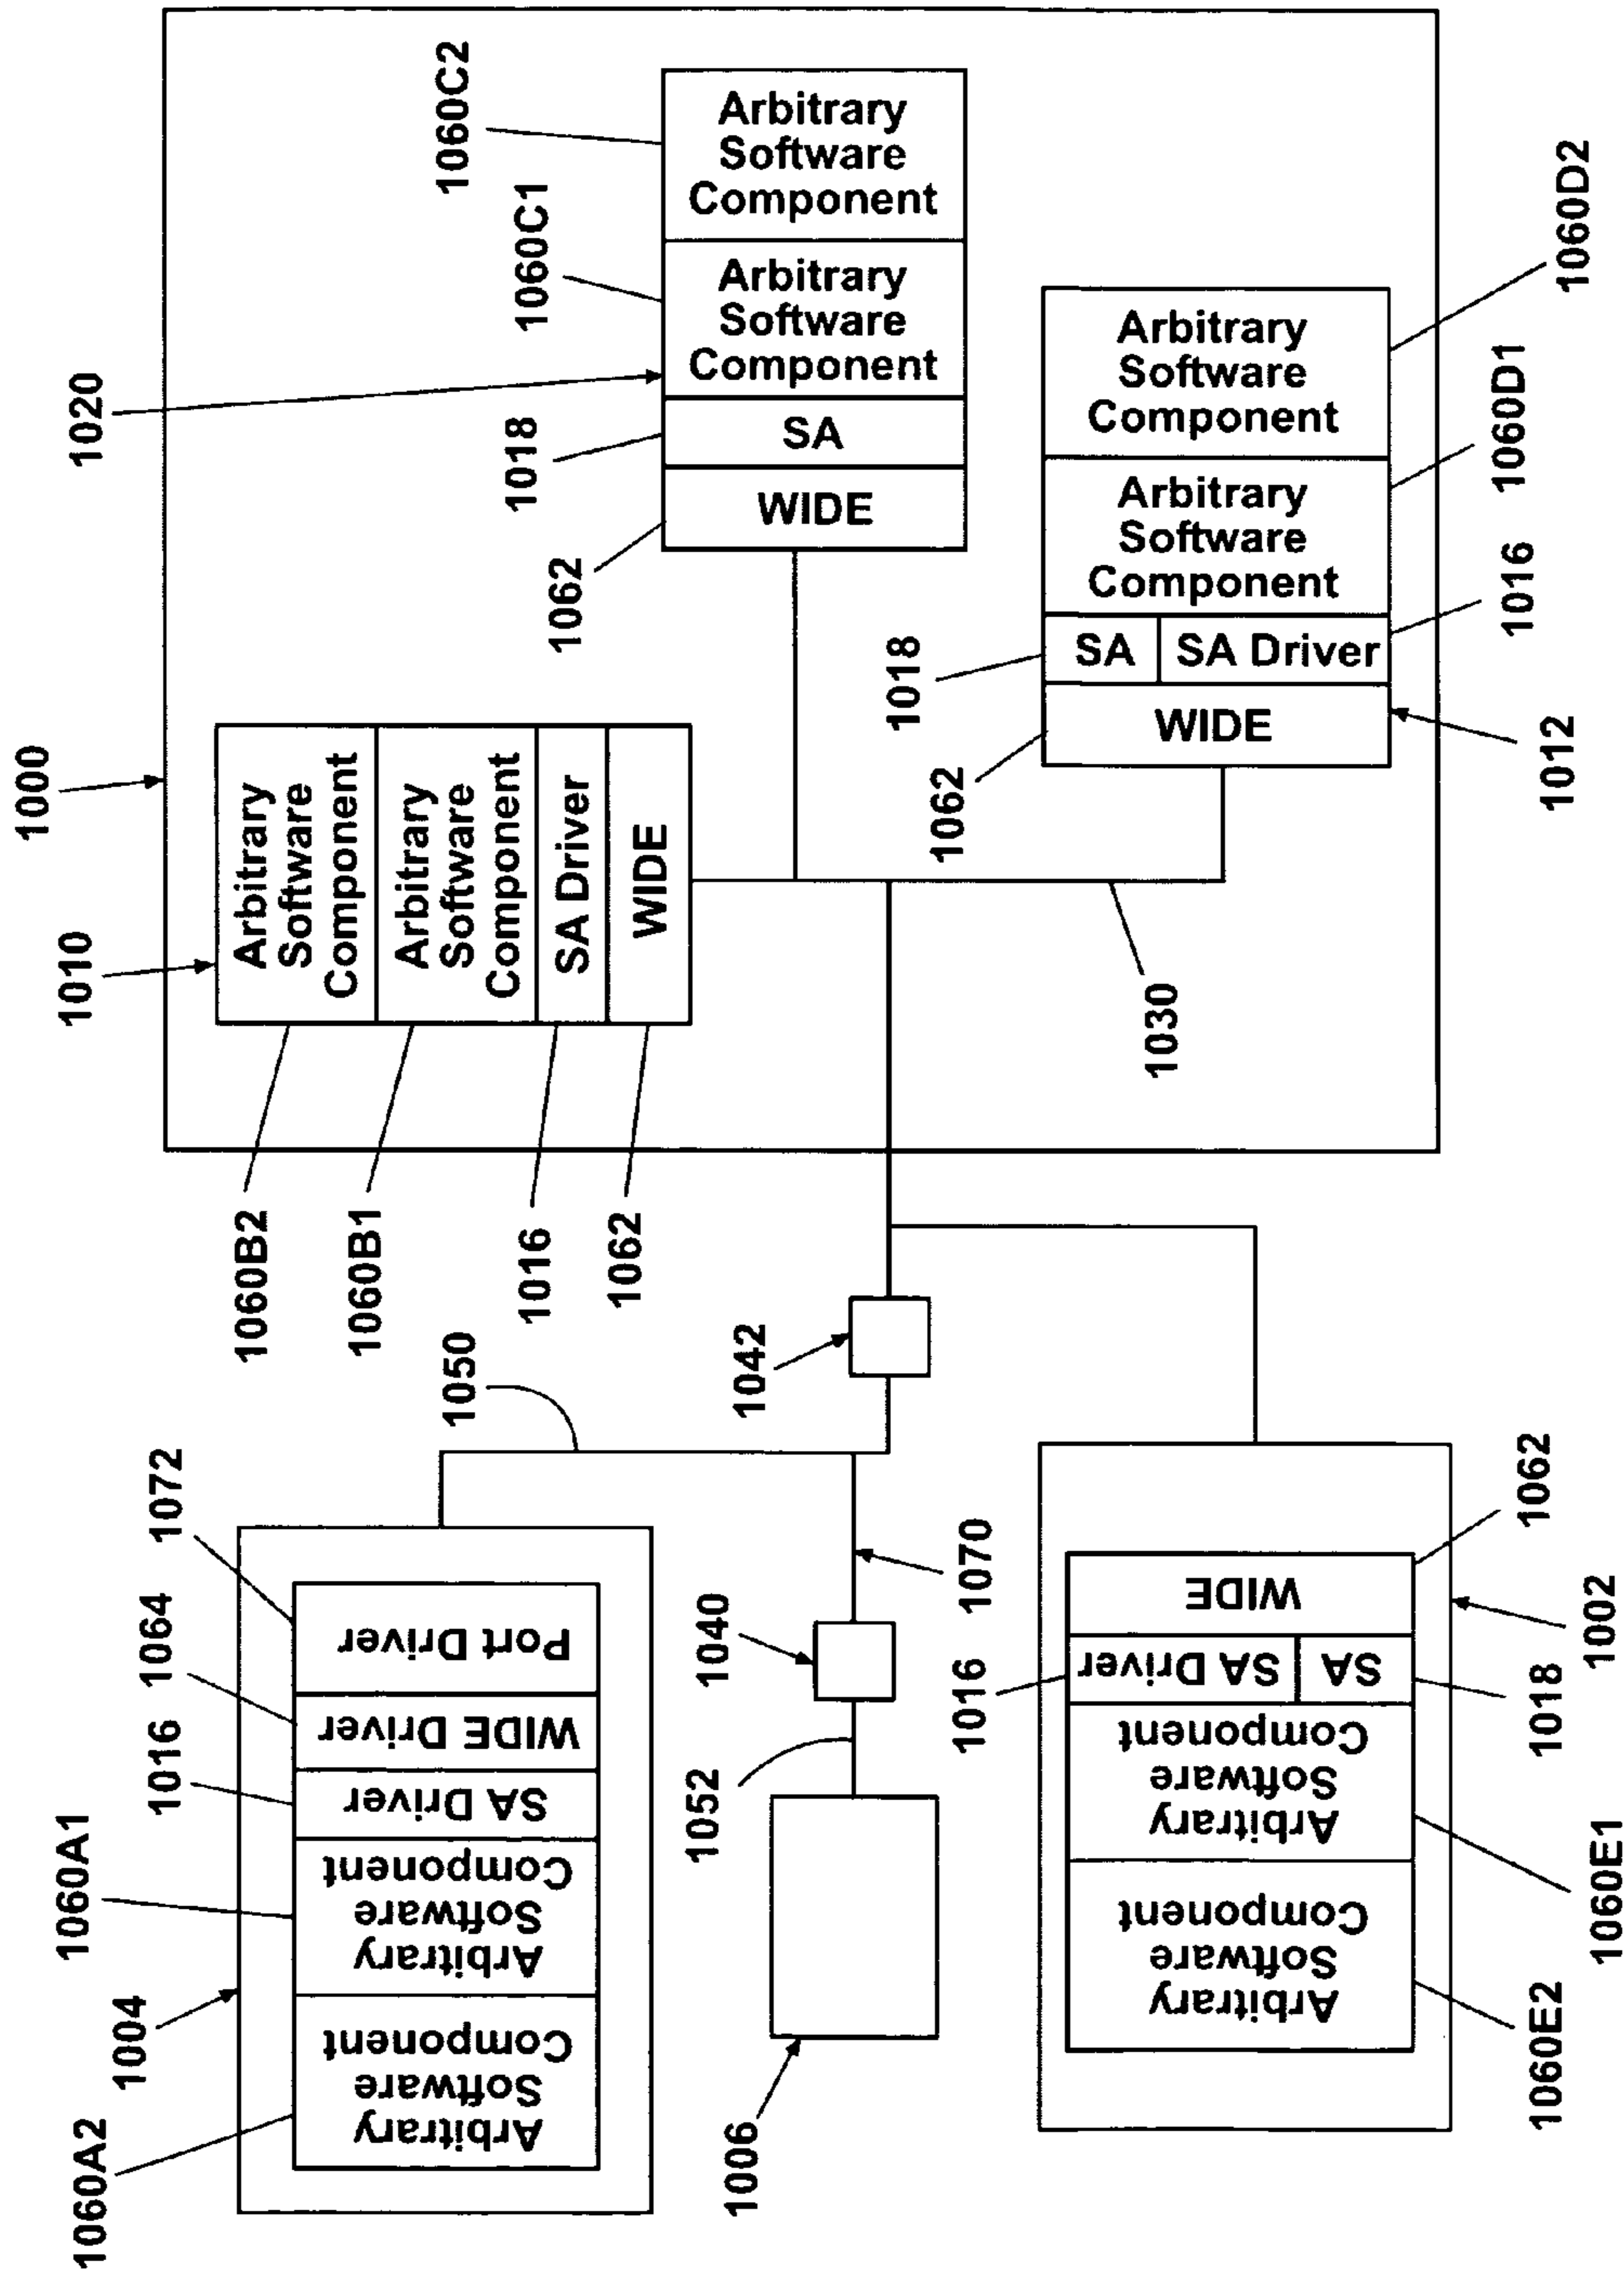 1000
1010
Arbitrary
Software
Component
Arbitrary
Software
Component
SA Driver
WIDE
1060B2
1060B1
1016
1062
1020
1060C2
1060C1
1018
1062
Arbitrary
Software
Component
Arbitrary
Software
Component
SA
WIDE
1060D2
1060D1
1016
1012
1018
1062
Arbitrary
Software
Component
Arbitrary
Software
Component
SA
SA Driver
WIDE
1030
1042
1050
1072
1064
1016
1060A1
1004
1060A2
Port Driver
WIDE Driver
SA Driver
Arbitrary
Software
Component
Arbitrary
Software
Component
1070
1040
1052
1006
1062
1002
1016
1018
1060E1
1060E2
WIDE
SA Driver
SA
Arbitrary
Software
Component
Arbitrary
Software
Component